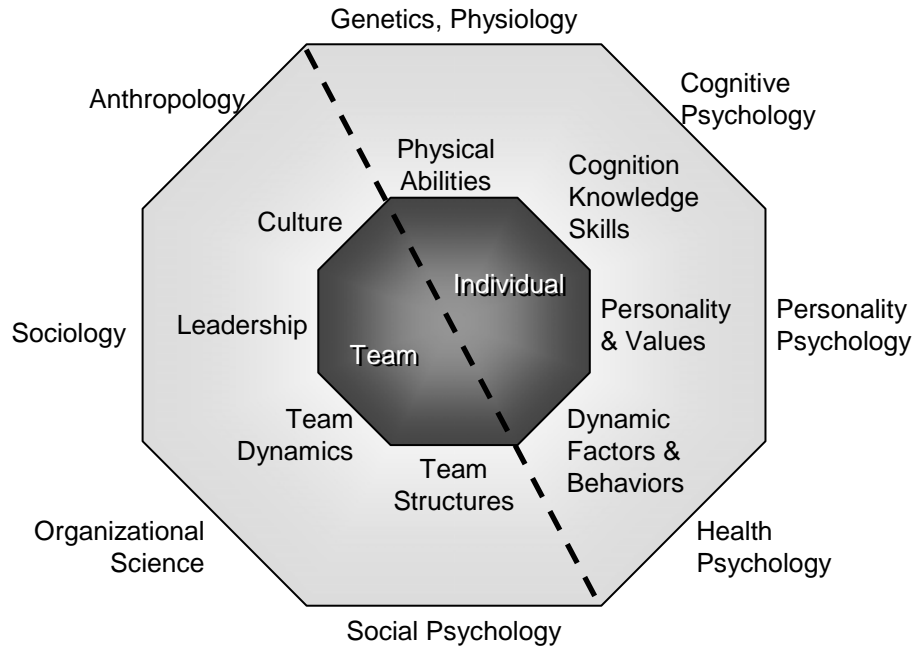 Genetics, Physiology
Anthropology
Cognitive
Psychology
Physical
Abilities
Cognition
Knowledge
Skills
Culture
Individual
Leadership
Personality
& Values
Personality
Psychology
Sociology
Team
Team
Dynamics
Dynamic
Factors &
Behaviors
Team
Structures
Organizational
Science
Health
Psychology
Social Psychology